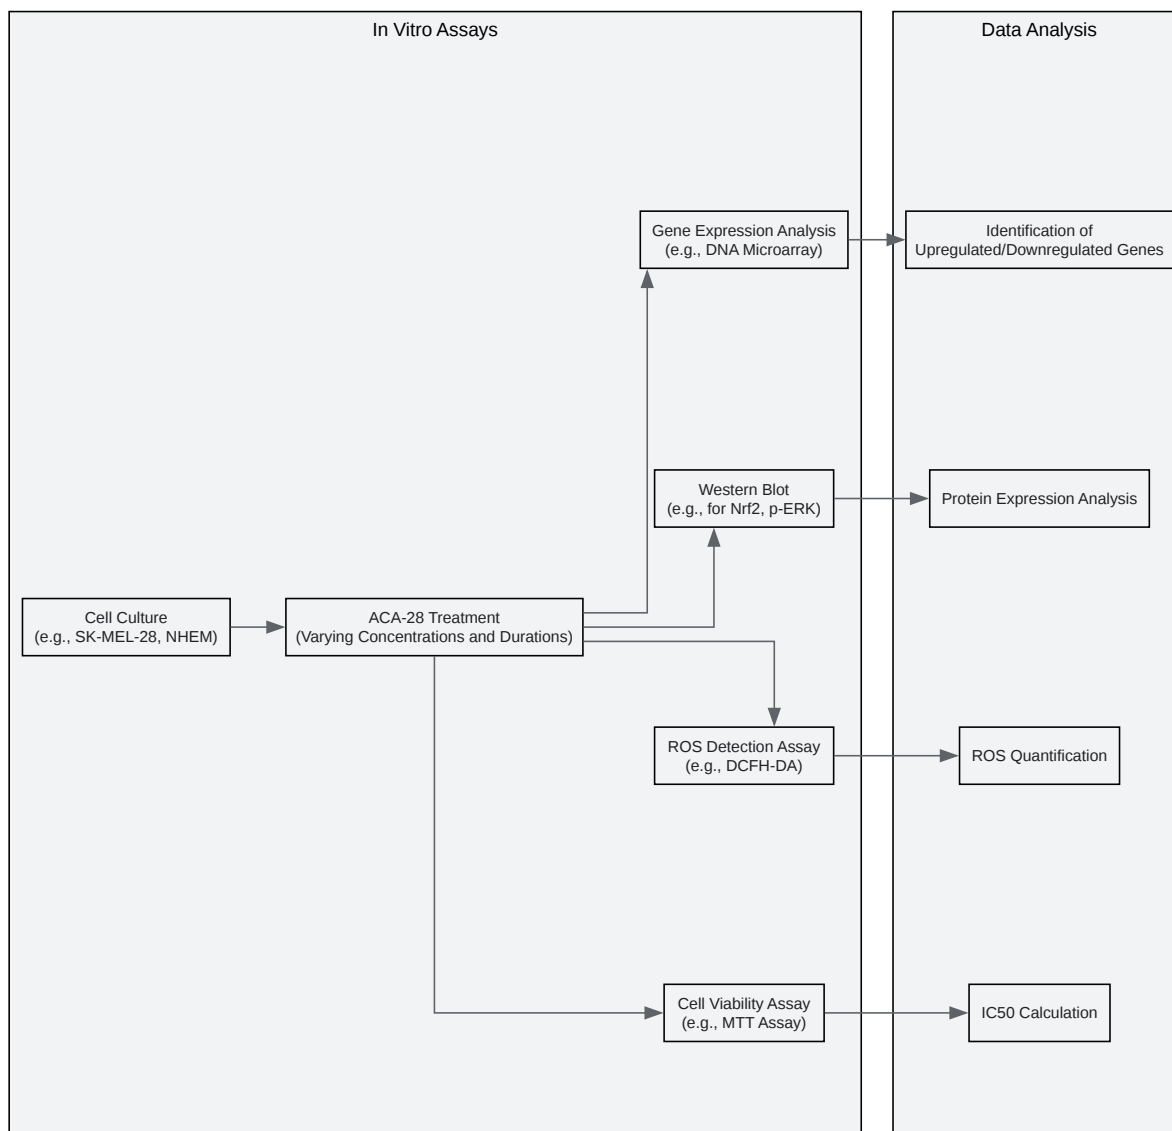 In Vitro Assays
Data Analysis
Gene Expression Analysis
(e.g., DNA Microarray)
Identification of
Upregulated/Downregulated Genes
Western Blot
(e.g., for Nrf2, p-ERK)
Protein Expression Analysis
Cell Culture
(e.g., SK-MEL-28, NHEM)
ACA-28 Treatment
(Varying Concentrations and Durations)
ROS Detection Assay
(e.g., DCFH-DA)
ROS Quantification
Cell Viability Assay
(e.g., MTT Assay)
IC50 Calculation